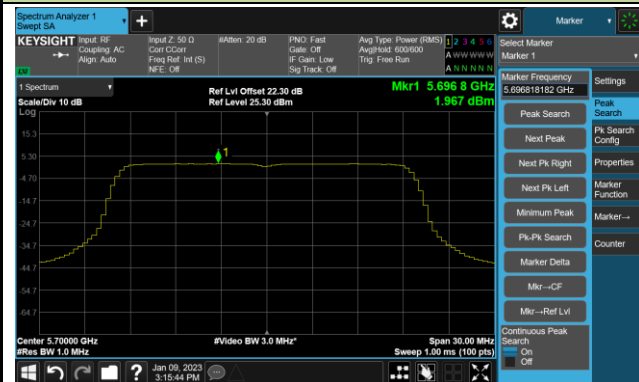 Spectrum Analyzer 1
Swept SA
Marker
KEYSIGHT
Input: RF
Coupling: AC
Align: Auto
Input Z: 50 Ω
Corr CCorr
Freq Ref: Int (S)
NFE: Off
#Atten: 20 dB
PNO: Fast
Gate: Off
IF Gain: Low
Sig Track: Off
Avg Type: Power (RMS)
Avg|Hold: 600/600
Trig: Free Run
1 2 3 4 5 6
A W W W W W
A N N N N N
LXI
Select Marker
Marker 1
1 Spectrum
Scale/Div 10 dB
Log
Ref Lvl Offset 22.30 dB
Ref Level 25.30 dBm
Mkr1 5.696 8 GHz
1.967 dBm
15.3
5.30
-4.70
-14.7
-24.7
-34.7
-44.7
-54.7
-64.7
1
Center 5.70000 GHz
#Res BW 1.0 MHz
#Video BW 3.0 MHz*
Span 30.00 MHz
Sweep 1.00 ms (100 pts)
Marker Frequency
5.696818182 GHz
Peak Search
Next Peak
Next Pk Right
Next Pk Left
Minimum Peak
Pk-Pk Search
Marker Delta
Mkr→CF
Mkr→Ref Lvl
Continuous Peak
Search
On
Off
Settings
Peak
Search
Pk Search
Config
Properties
Marker
Function
Marker→
Counter
Jan 09, 2023
3:15:44 PM